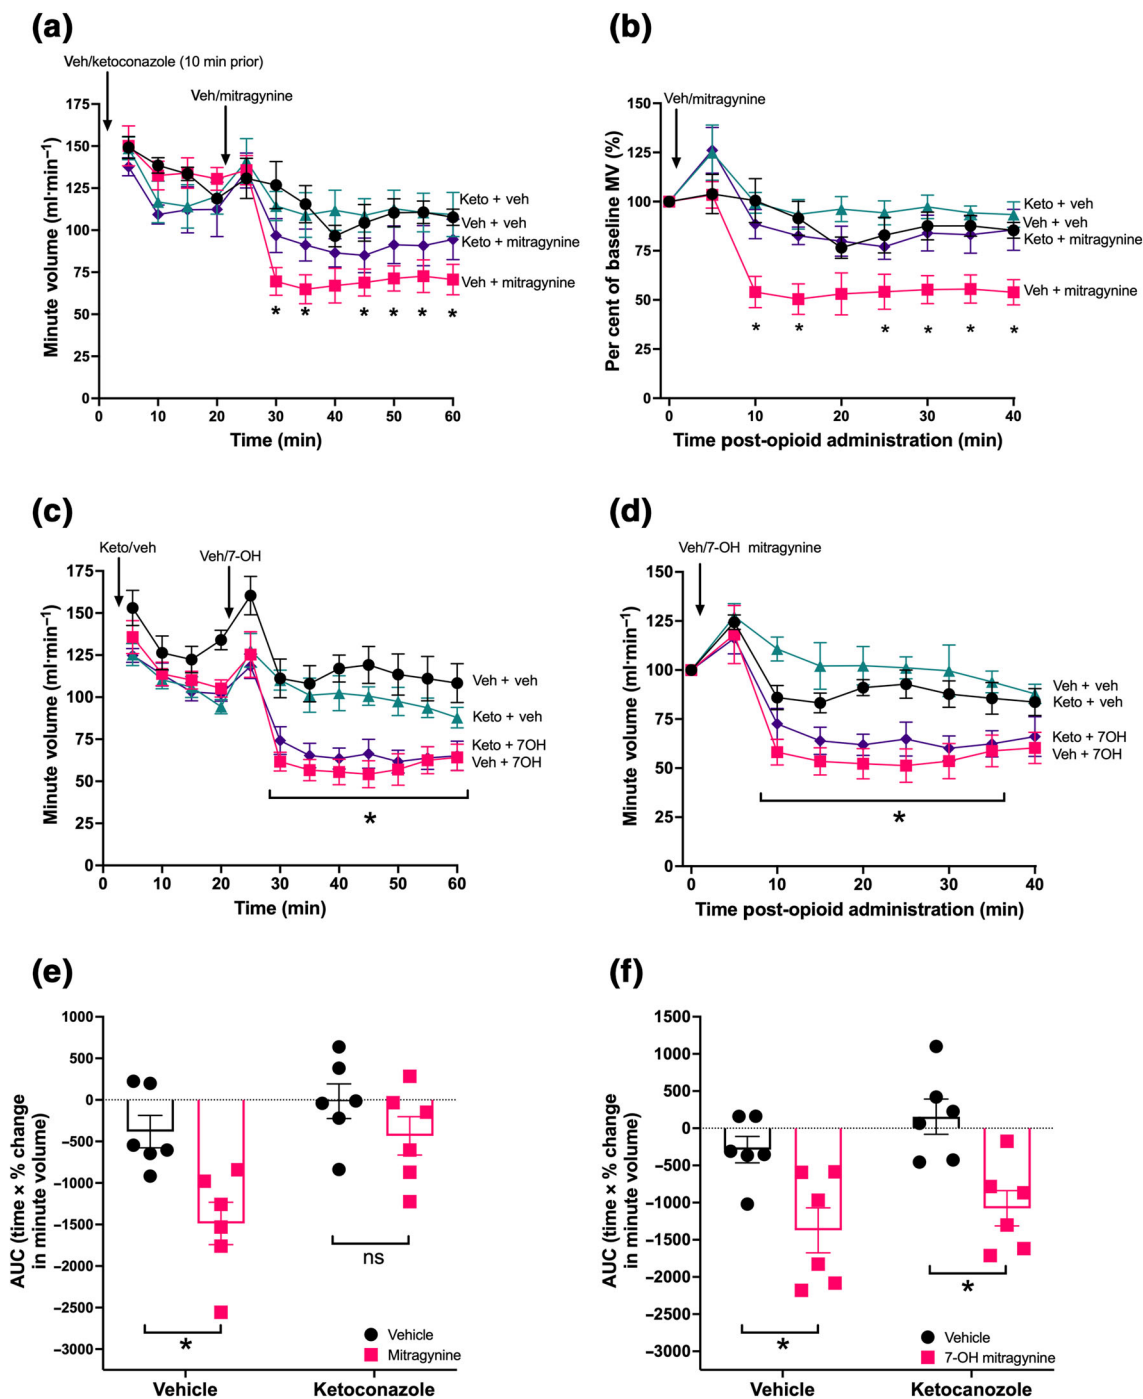 (a)
Veh/ketoconazole (10 min prior)
Veh/mitragynine
Minute volume (ml·min⁻¹)
175
150
125
100
75
50
25
0
Keto + veh
Veh + veh
Keto + mitragynine
Veh + mitragynine
* * * * * *
0 10 20 30 40 50 60
Time (min)
(b)
Veh/mitragynine
Per cent of baseline MV (%)
150
125
100
75
50
25
0
Keto + veh
Veh + veh
Keto + mitragynine
Veh + mitragynine
* * * * * *
0 10 20 30 40
Time post-opioid administration (min)
(c)
Keto/veh
Veh/7-OH
Minute volume (ml·min⁻¹)
175
150
125
100
75
50
25
0
Veh + veh
Keto + veh
Keto + 7OH
Veh + 7OH
*
0 10 20 30 40 50 60
Time (min)
(d)
Veh/7-OH mitragynine
Minute volume (ml·min⁻¹)
150
125
100
75
50
25
0
Veh + veh
Keto + veh
Keto + 7OH
Veh + 7OH
*
0 10 20 30 40
Time post-opioid administration (min)
(e)
AUC (time × % change
in minute volume)
1000
500
0
−500
−1000
−1500
−2000
−2500
−3000
ns
*
Vehicle
Mitragynine
Vehicle Ketoconazole
(f)
AUC (time × % change
in minute volume)
1500
1000
500
0
−500
−1000
−1500
−2000
−2500
−3000
*
*
Vehicle
7-OH mitragynine
Vehicle Ketocanozole